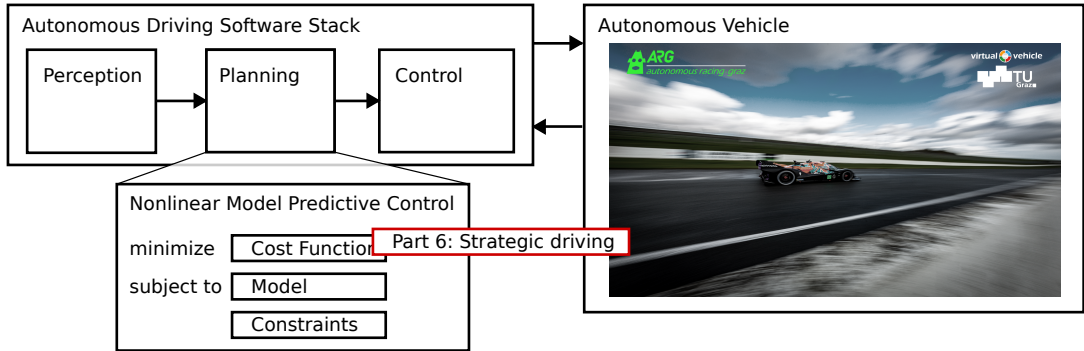 Autonomous Driving Software Stack
Perception
Planning
Control
Nonlinear Model Predictive Control
minimize
Cost Function
Part 6: Strategic driving
subject to
Model
Constraints
Autonomous Vehicle
ARG
autonomous racing graz
virtual vehicle
TU
Graz